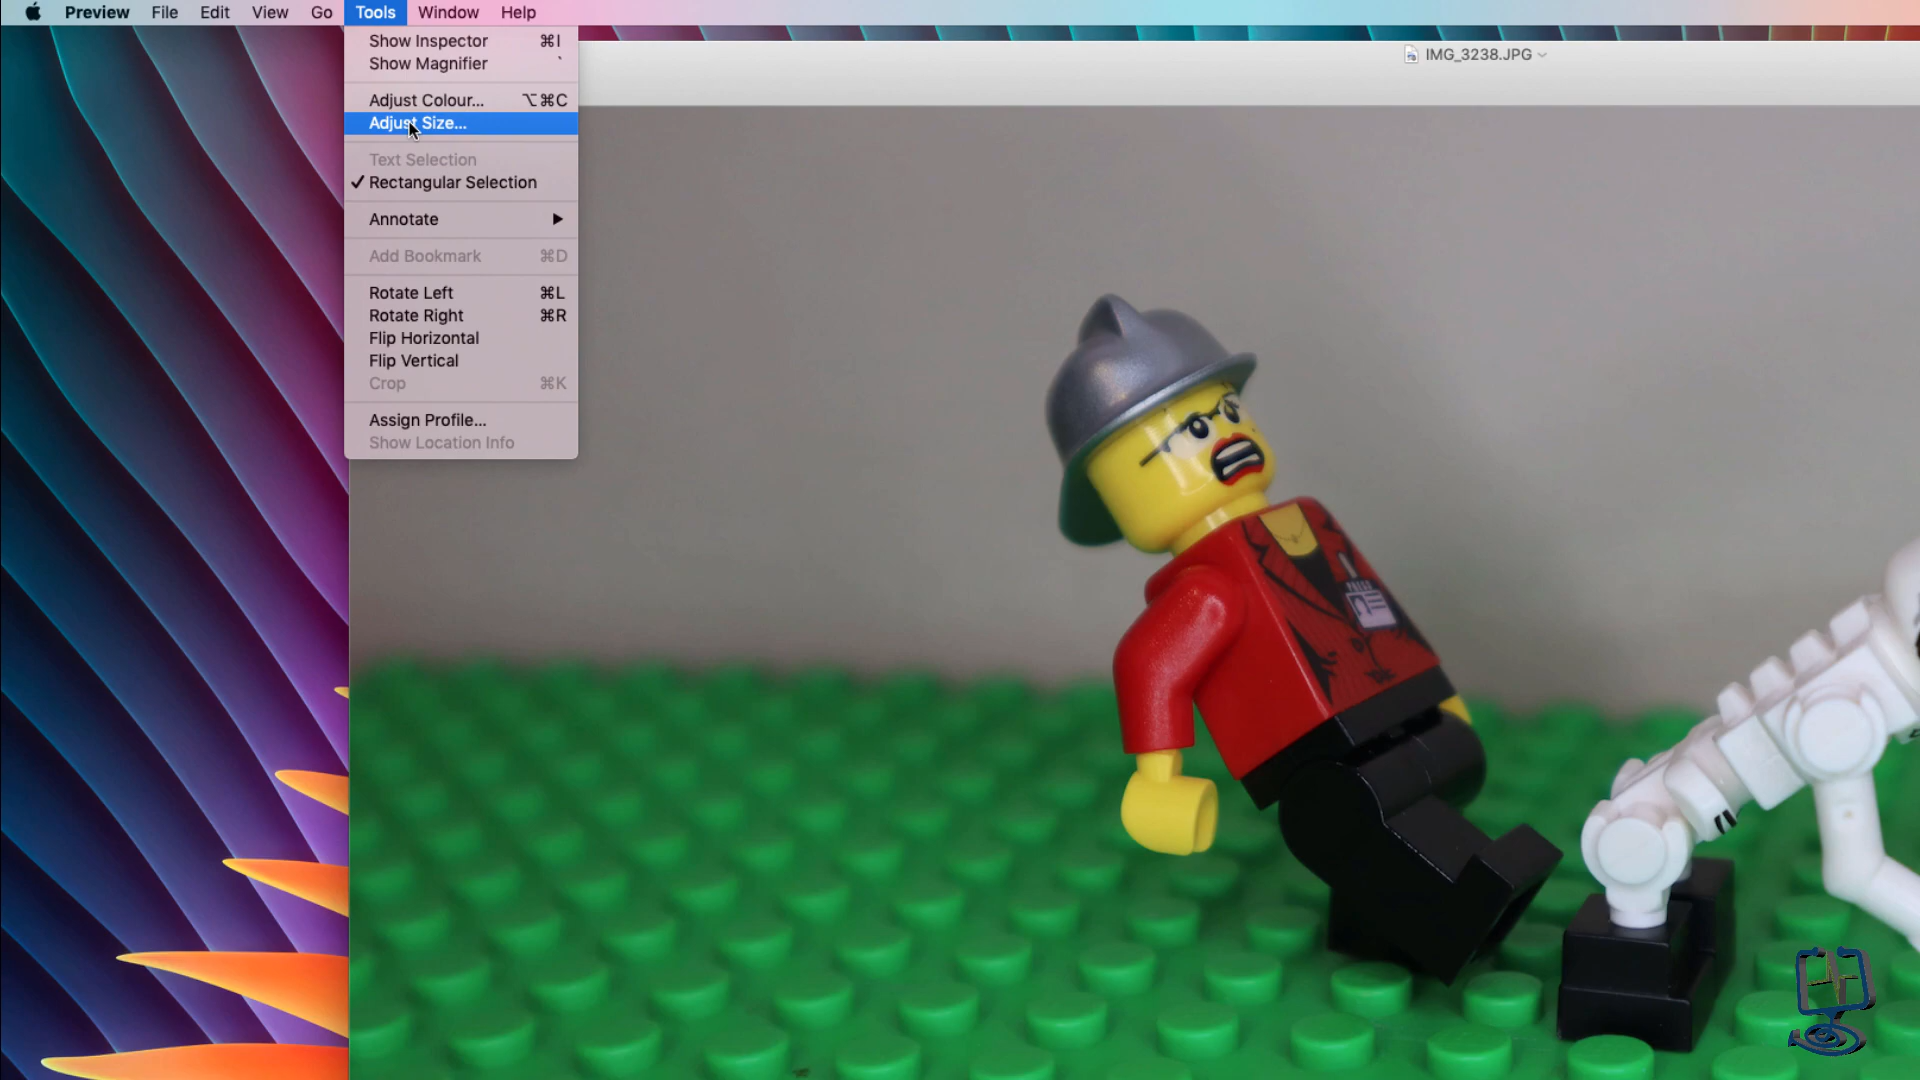 Preview File Edit View Go Tools Window Help
Show Inspector ⌘I
Show Magnifier `
Adjust Colour... ⌥⌘C
Adjust Size...
Text Selection
✓ Rectangular Selection
Annotate ▶
Add Bookmark ⌘D
Rotate Left ⌘L
Rotate Right ⌘R
Flip Horizontal
Flip Vertical
Crop ⌘K
Assign Profile...
Show Location Info
IMG_3238.JPG
PRESS